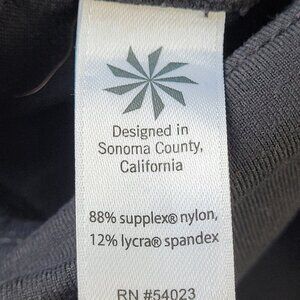 Designed in
Sonoma County,
California
88% supplex® nylon,
12% lycra® spandex
RN #54023